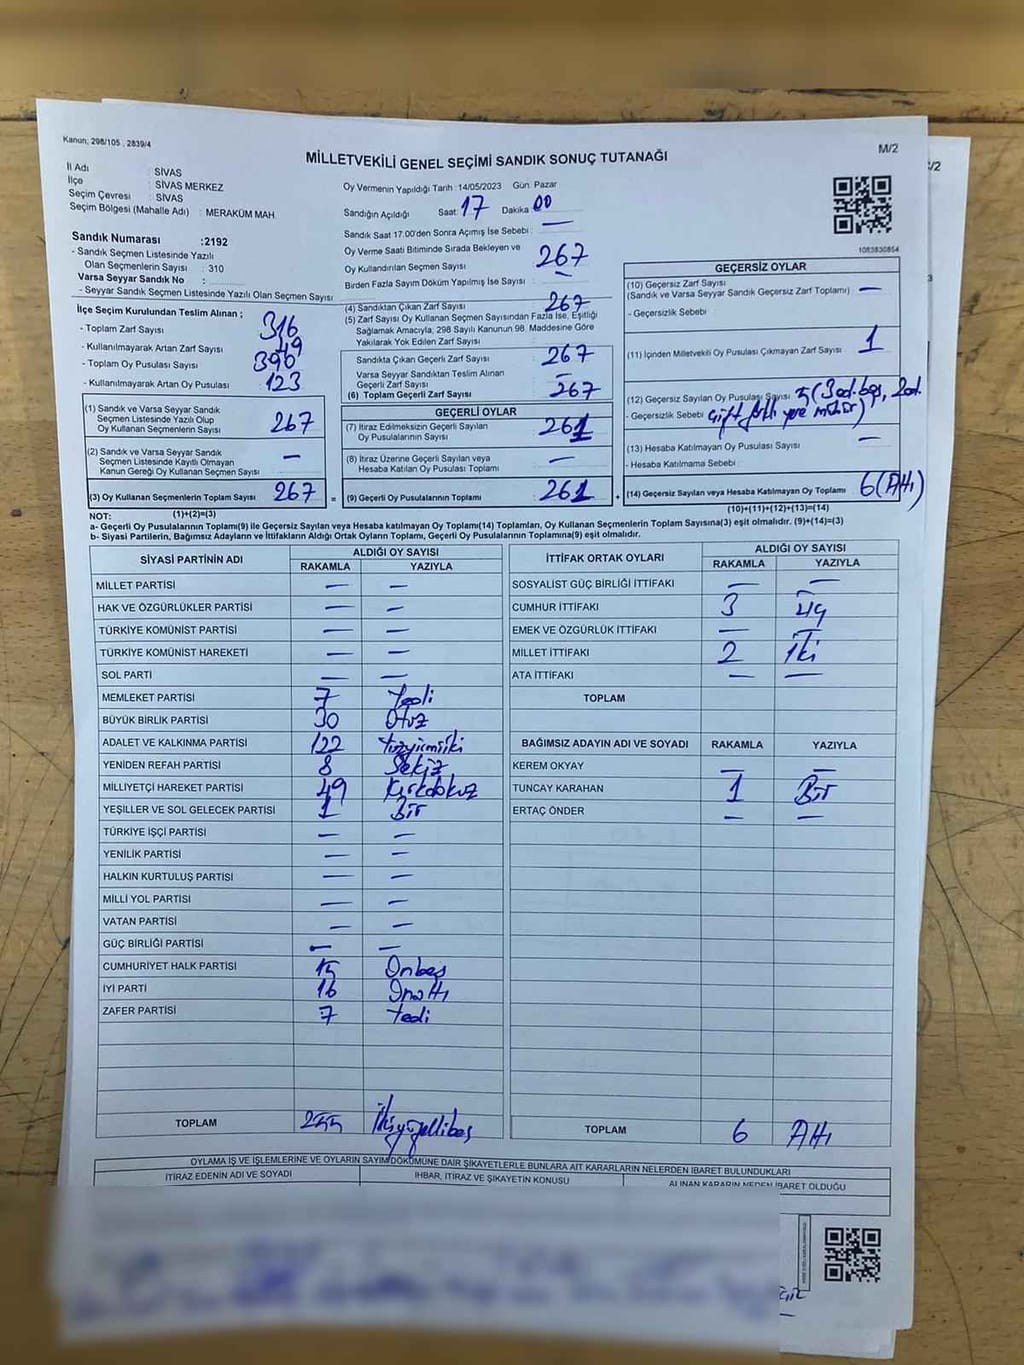 Kanun; 298/105 , 2839/4
M/2
MİLLETVEKİLİ GENEL SEÇİMİ SANDIK SONUÇ TUTANAĞI
İl Adı : SİVAS
İlçe : SİVAS MERKEZ
Seçim Çevresi : SİVAS
Seçim Bölgesi (Mahalle Adı) : MERAKÜM MAH.
Sandık Numarası :2192
- Sandık Seçmen Listesinde Yazılı
Olan Seçmenlerin Sayısı : 310
Varsa Seyyar Sandık No :
- Seyyar Sandık Seçmen Listesinde Yazılı Olan Seçmen Sayısı :
Oy Vermenin Yapıldığı Tarih :14/05/2023 Gün: Pazar
Sandığın Açıldığı Saat: 17 Dakika: 00
Sandık Saat 17.00'den Sonra Açımış İse Sebebi : —
Oy Verme Saati Bitiminde Sırada Bekleyen ve
Oy Kullandırılan Seçmen Sayısı : 267
Birden Fazla Sayım Döküm Yapılmış İse Sayısı : —
1083830854
İlçe Seçim Kurulundan Teslim Alınan ;
- Toplam Zarf Sayısı : 316
- Kullanılmayarak Artan Zarf Sayısı : 49
- Toplam Oy Pusulası Sayısı : 390
- Kullanılmayarak Artan Oy Pusulası : 123
(1) Sandık ve Varsa Seyyar Sandık
Seçmen Listesinde Yazılı Olup
Oy Kullanan Seçmenlerin Sayısı : 267
(2) Sandık ve Varsa Seyyar Sandık
Seçmen Listesinde Kayıtlı Olmayan
Kanun Gereği Oy Kullanan Seçmen Sayısı : —
(3) Oy Kullanan Seçmenlerin Toplam Sayısı : 267
(1)+(2)=(3)
(4) Sandıktan Çıkan Zarf Sayısı : 267
(5) Zarf Sayısı Oy Kullanan Seçmen Sayısından Fazla İse, Eşitliği
Sağlamak Amacıyla; 298 Sayılı Kanunun 98. Maddesine Göre
Yakılarak Yok Edilen Zarf Sayısı :
Sandıkta Çıkan Geçerli Zarf Sayısı : 267
Varsa Seyyar Sandıktan Teslim Alınan
Geçerli Zarf Sayısı : —
(6) Toplam Geçerli Zarf Sayısı : 267
GEÇERLİ OYLAR
(7) İtiraz Edilmeksizin Geçerli Sayılan
Oy Pusulalarının Sayısı : 261
(8) İtiraz Üzerine Geçerli Sayılan veya
Hesaba Katılan Oy Pusulası Toplamı : —
= (9) Geçerli Oy Pusulalarının Toplamı : 261
GEÇERSİZ OYLAR
(10) Geçersiz Zarf Sayısı
(Sandık ve Varsa Seyyar Sandık Geçersiz Zarf Toplamı) : —
- Geçersizlik Sebebi :
(11) İçinden Milletvekili Oy Pusulası Çıkmayan Zarf Sayısı : 1
(12) Geçersiz Sayılan Oy Pusulası Sayısı : 5 (3 ad. boş, 2 ad.
- Geçersizlik Sebebi : Çift farklı yere mühür)
(13) Hesaba Katılmayan Oy Pusulası Sayısı : —
- Hesaba Katılmama Sebebi :
+ (14) Geçersiz Sayılan veya Hesaba Katılmayan Oy Toplamı : 6 (Altı)
(10)+(11)+(12)+(13)=(14)
NOT:
a- Geçerli Oy Pusulalarının Toplamı(9) ile Geçersiz Sayılan veya Hesaba katılmayan Oy Toplamı(14) Toplamları, Oy Kullanan Seçmenlerin Toplam Sayısına(3) eşit olmalıdır. (9)+(14)=(3)
b- Siyasi Partilerin, Bağımsız Adayların ve İttifakların Aldığı Ortak Oyların Toplamı, Geçerli Oy Pusulalarının Toplamına(9) eşit olmalıdır.
SİYASİ PARTİNİN ADI ALDIĞI OY SAYISI
RAKAMLA YAZIYLA
MİLLET PARTİSİ — —
HAK VE ÖZGÜRLÜKLER PARTİSİ — —
TÜRKİYE KOMÜNİST PARTİSİ — —
TÜRKİYE KOMÜNİST HAREKETİ — —
SOL PARTİ — —
MEMLEKET PARTİSİ 7 Yedi
BÜYÜK BİRLİK PARTİSİ 30 Otuz
ADALET VE KALKINMA PARTİSİ 122 Yüzyirmiiki
YENİDEN REFAH PARTİSİ 8 Sekiz
MİLLİYETÇİ HAREKET PARTİSİ 49 Kırkdokuz
YEŞİLLER VE SOL GELECEK PARTİSİ 1 Bir
TÜRKİYE İŞÇİ PARTİSİ — —
YENİLİK PARTİSİ — —
HALKIN KURTULUŞ PARTİSİ — —
MİLLİ YOL PARTİSİ — —
VATAN PARTİSİ — —
GÜÇ BİRLİĞİ PARTİSİ — —
CUMHURİYET HALK PARTİSİ 15 Onbeş
İYİ PARTİ 16 Onaltı
ZAFER PARTİSİ 7 Yedi
TOPLAM 255 İkiyüzellibeş
İTTİFAK ORTAK OYLARI ALDIĞI OY SAYISI
RAKAMLA YAZIYLA
SOSYALİST GÜÇ BİRLİĞİ İTTİFAKI — —
CUMHUR İTTİFAKI 3 Üç
EMEK VE ÖZGÜRLÜK İTTİFAKI — —
MİLLET İTTİFAKI 2 İki
ATA İTTİFAKI — —
TOPLAM
BAĞIMSIZ ADAYIN ADI VE SOYADI RAKAMLA YAZIYLA
KEREM OKYAY — —
TUNCAY KARAHAN 1 Bir
ERTAÇ ÖNDER — —
TOPLAM 6 Altı
OYLAMA İŞ VE İŞLEMLERİNE VE OYLARIN SAYIM DÖKÜMÜNE DAİR ŞİKAYETLERLE BUNLARA AİT KARARLARIN NELERDEN İBARET BULUNDUKLARI
İTİRAZ EDENİN ADI VE SOYADI İHBAR, İTİRAZ VE ŞİKAYETİN KONUSU ALINAN KARARIN NEDEN İBARET OLDUĞU